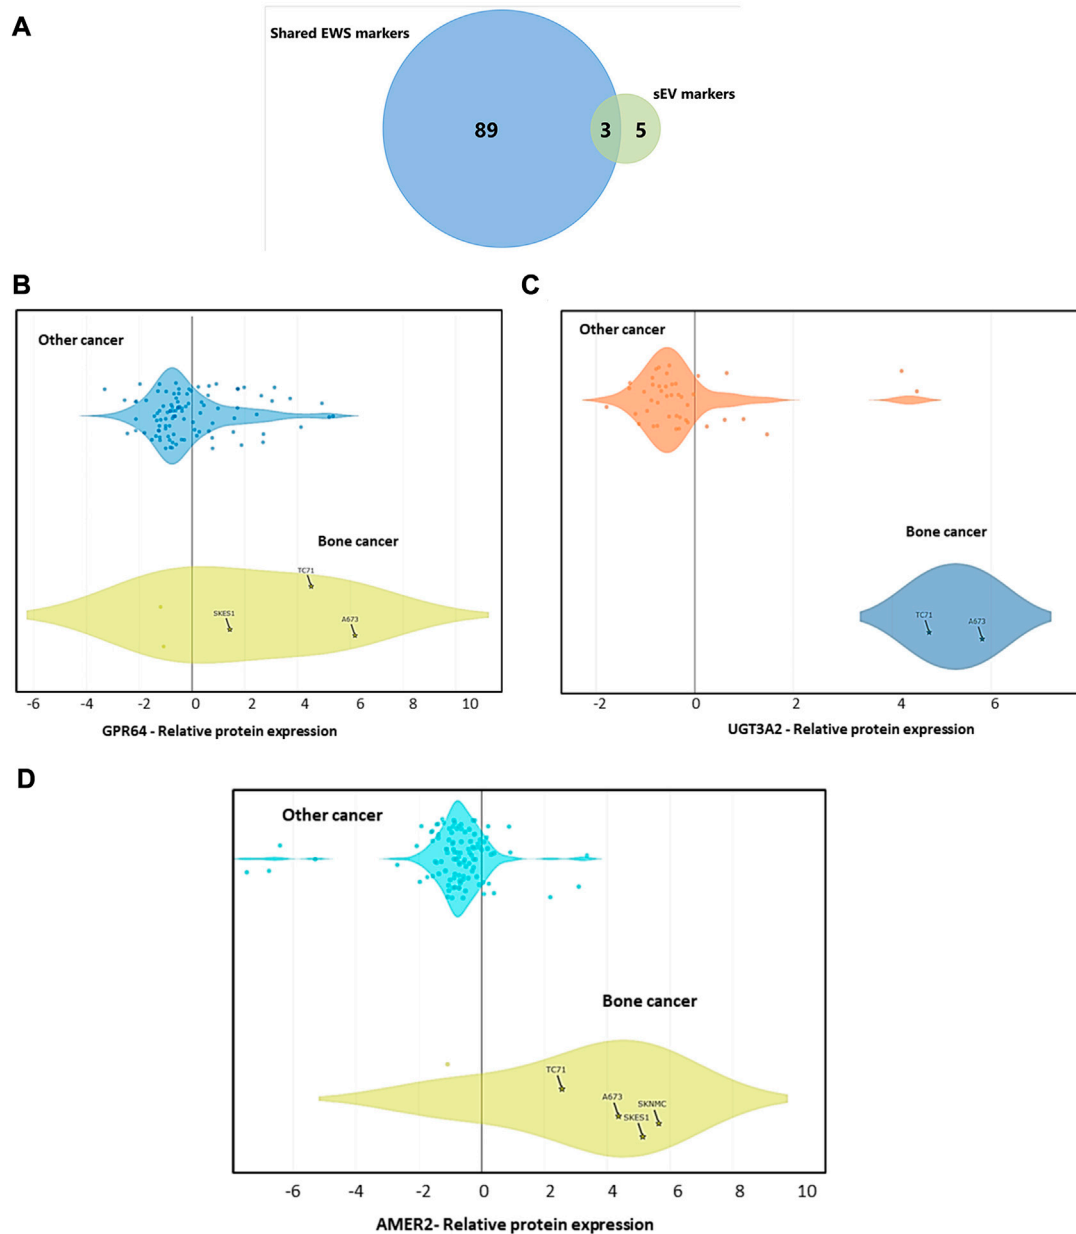 A
Shared EWS markers
sEV markers
89
3
5
B
Other cancer
Bone cancer
TC71
SKES1
A673
-6 -4 -2 0 2 4 6 8 10
GPR64 - Relative protein expression
C
Other cancer
Bone cancer
TC71
A673
-2 0 2 4 6
UGT3A2 - Relative protein expression
D
Other cancer
Bone cancer
TC71
A673
SKNMC
SKES1
-6 -4 -2 0 2 4 6 8 10
AMER2- Relative protein expression